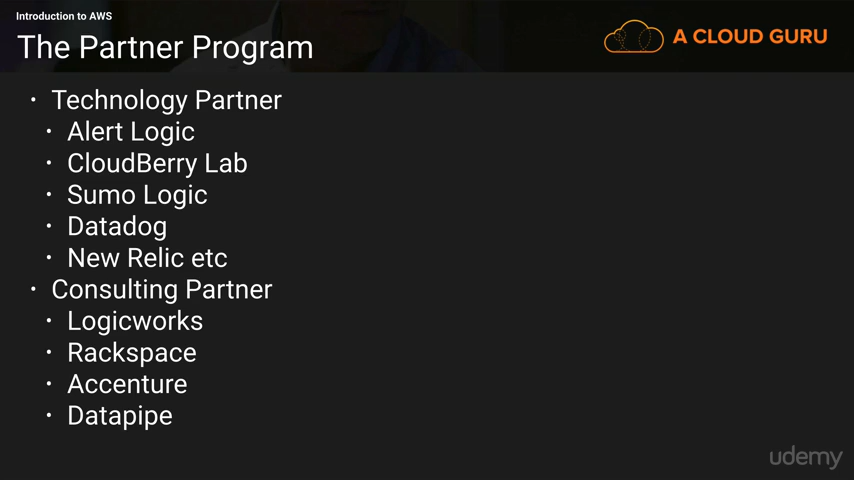 Introduction to AWS
The Partner Program
A CLOUD GURU
• Technology Partner
• Alert Logic
• CloudBerry Lab
• Sumo Logic
• Datadog
• New Relic etc
• Consulting Partner
• Logicworks
• Rackspace
• Accenture
• Datapipe
udemy